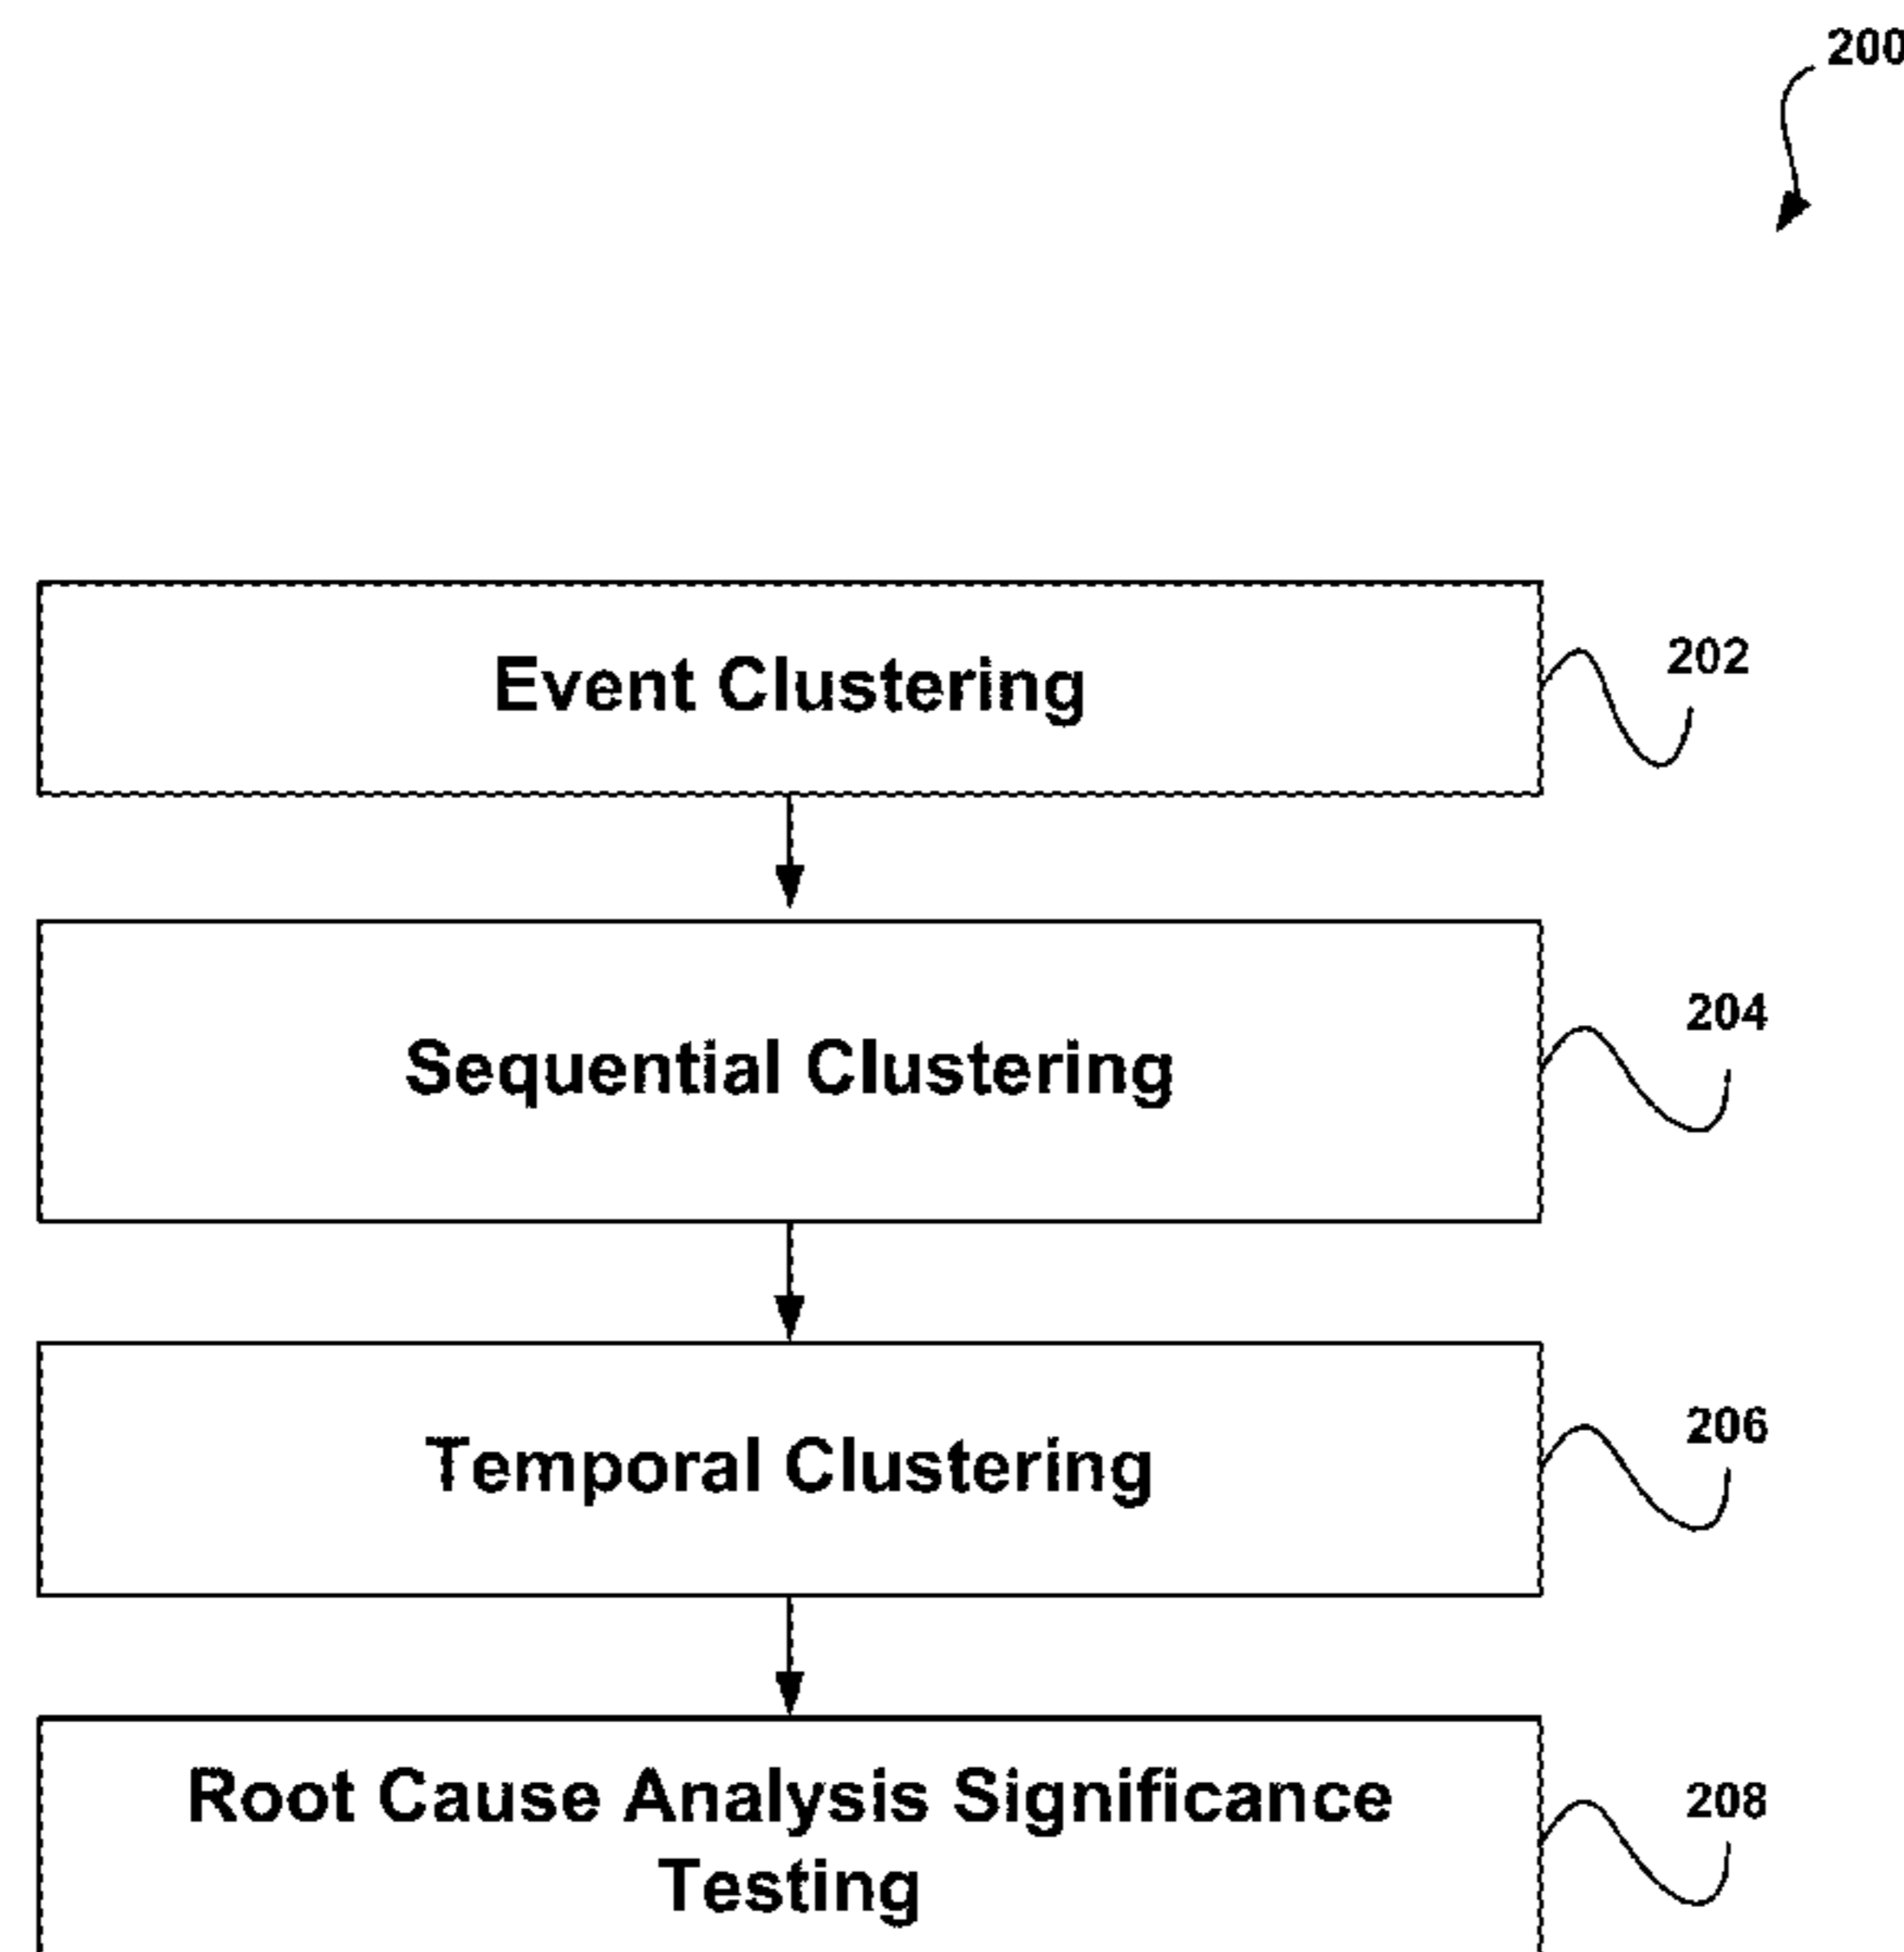 200
Event Clustering
202
Sequential Clustering
204
Temporal Clustering
206
Root Cause Analysis Significance
Testing
208